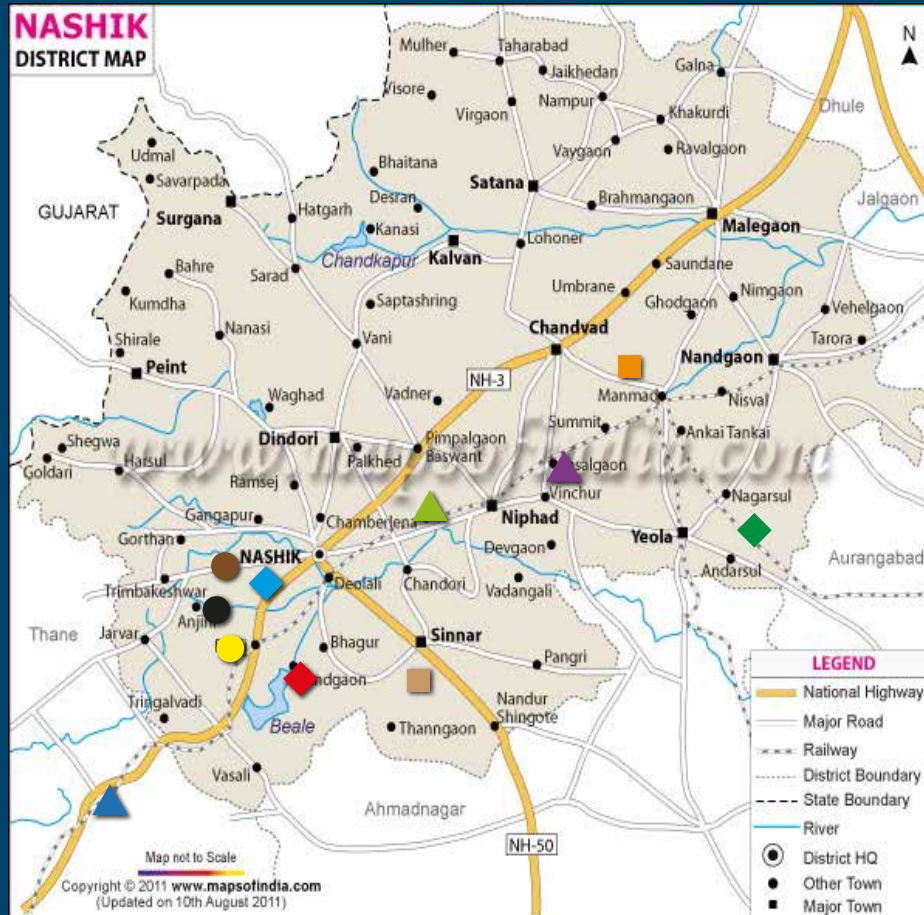 NASHIK
DISTRICT MAP
N
Mulher
Taharabad
Jaikhedan
Galna
Visore
Nampur
Virgaon
Khakurdi
Dhule
Udmal
Vaygaon
Ravalgaon
Bhaitana
Savarpada
Satana
Brahmangaon
Jalgaon
GUJARAT
Surgana
Desran
Hatgarh
Kanasi
Malegaon
Lohoner
Chandkapur
Kalvan
Bahre
Sarad
Saundane
Umbrane
Kumdha
Saptashring
Ghodgaon
Nimgaon
Vehelgaon
Nanasi
Chandvad
Shirale
Vani
Tarora
Peint
Nandgaon
NH-3
Waghad
Vadner
Manmad
Nisval
Summit
Shegwa
Dindori
Pimpalgaon
Baswant
Ankai Tankai
www.mapsofindia.com
Goldari
Harsul
Palkhed
Ramsej
Vinchur
Nagarsul
Gangapur
Chamberlena
Niphad
Gorthan
Yeola
Devgaon
Aurangabad
NASHIK
Andarsul
Trimbakeshwar
Deolali
Chandori
Vadangali
Thane
Jarvar
Bhagur
Sinnar
Pangri
Tringalvadi
Beale
Thanngaon
Nandur
Shingote
Vasali
Ahmadnagar
NH-50
LEGEND
National Highway
Major Road
Railway
District Boundary
State Boundary
River
District HQ
Other Town
Major Town
Map not to Scale
Copyright © 2011 www.mapsofindia.com
(Updated on 10th August 2011)